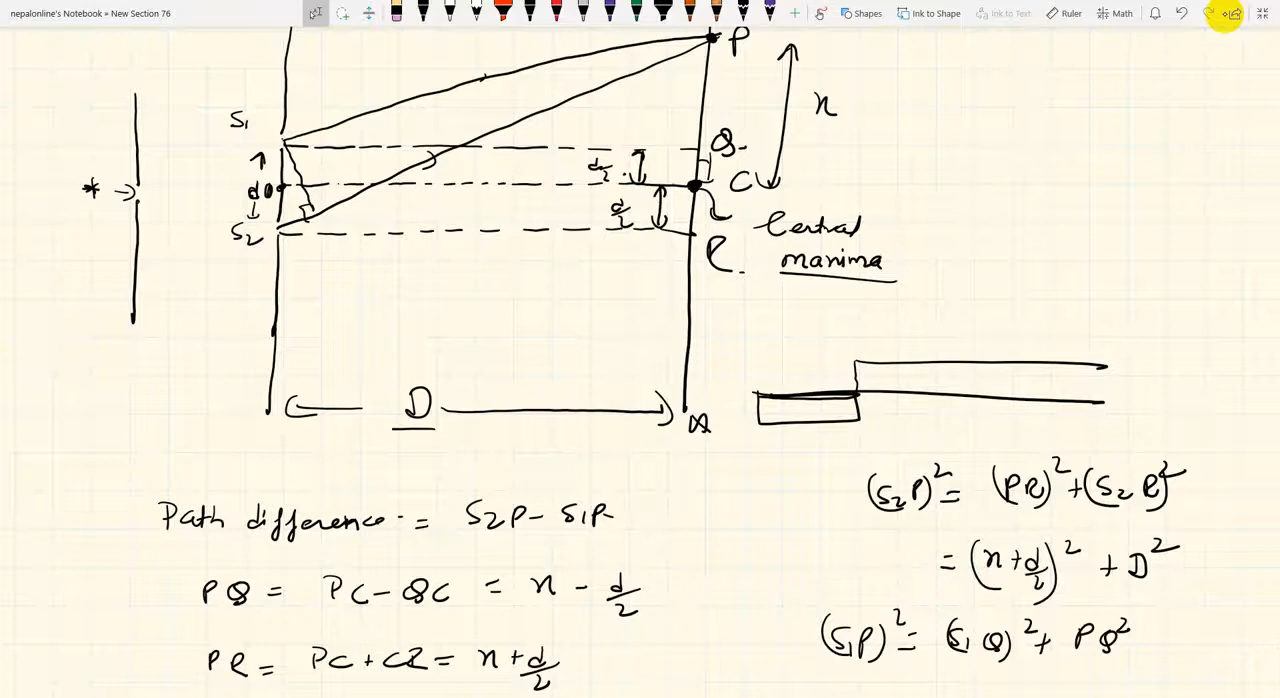 nepalonline's Notebook » New Section 76
Shapes
Ink to Shape
Ink to Text
Ruler
Math
P
x
S1
Q
d/2
C
d
d/2
S2
R
Central
maxima
D
Path difference = S2P - S1P
PQ = PC - QC = x - d/2
PR = PC + CR = x + d/2
(S2P)² = (PR)² + (S2R)²
= (x + d/2)² + D²
(S1P)² = (S1Q)² + PQ²